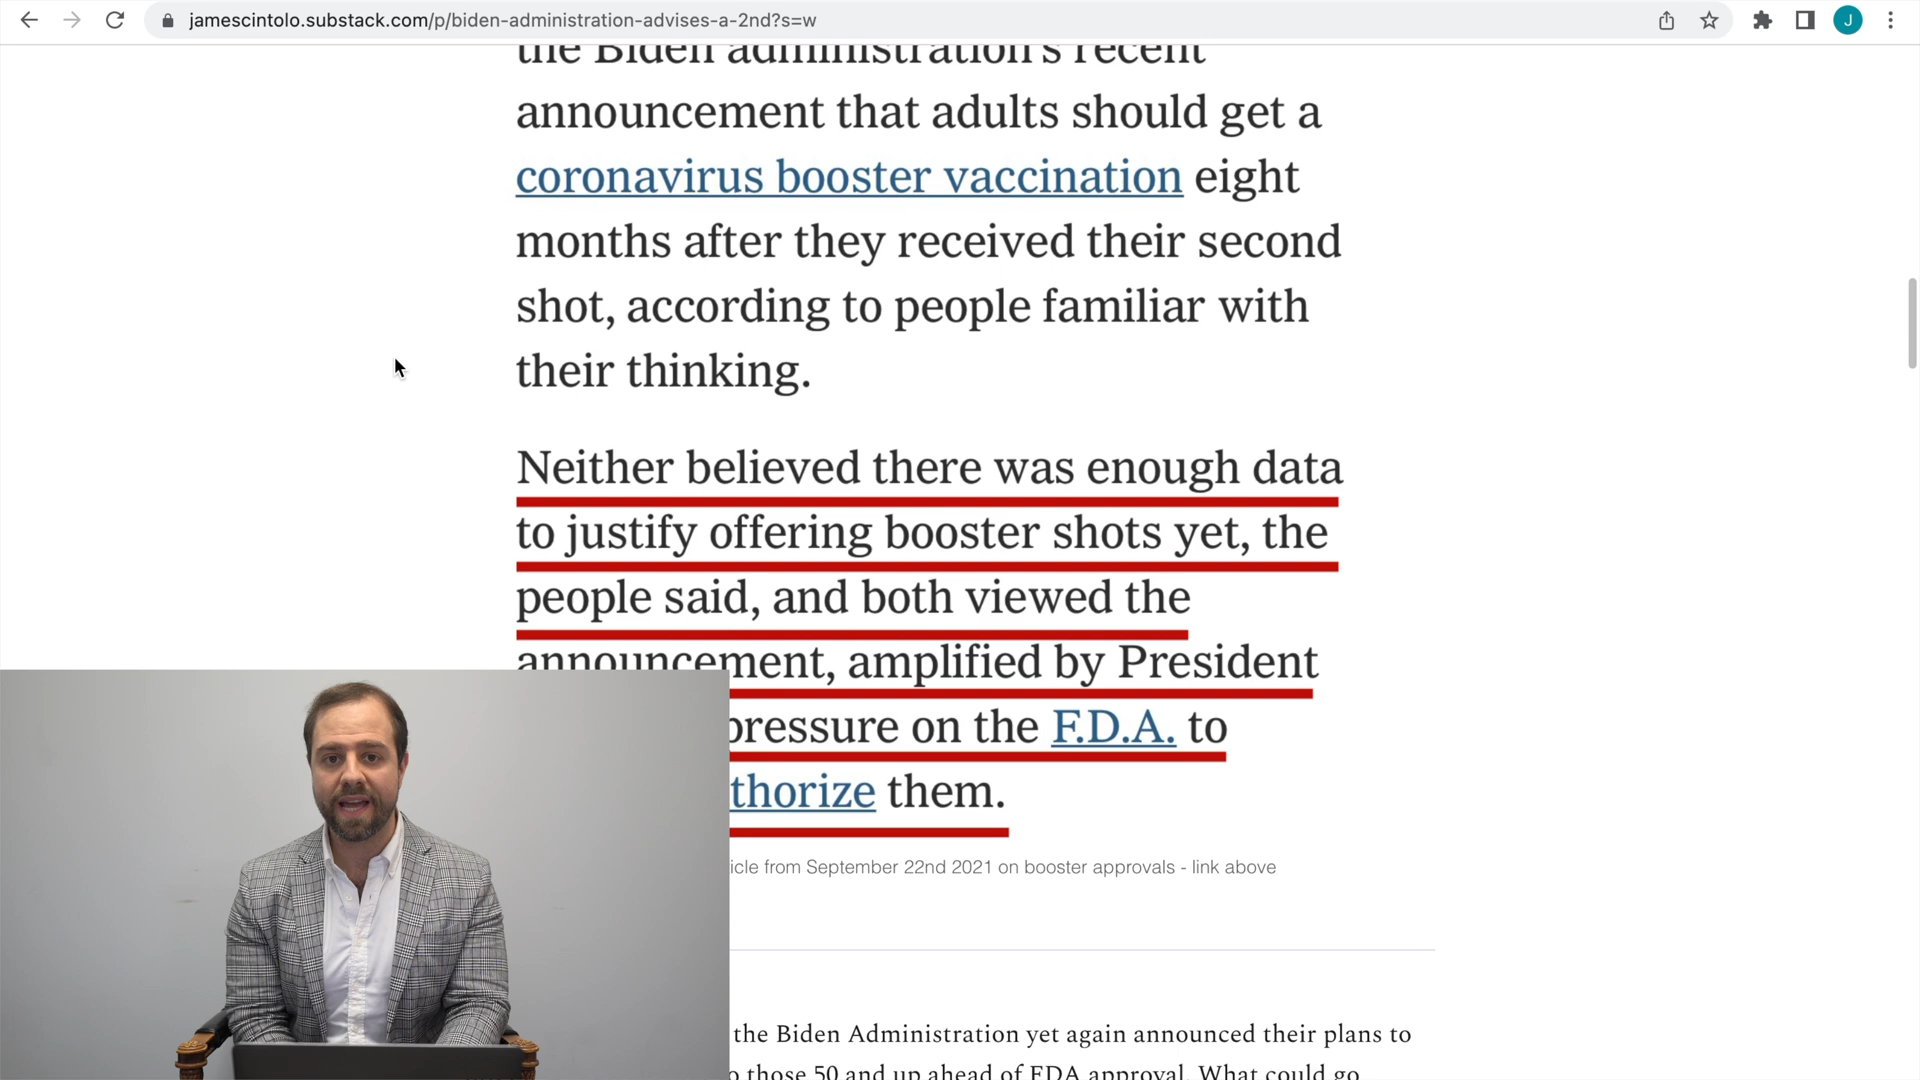 jamescintolo.substack.com/p/biden-administration-advises-a-2nd?s=w
J
the Biden administration's recent
announcement that adults should get a
coronavirus booster vaccination eight
months after they received their second
shot, according to people familiar with
their thinking.
Neither believed there was enough data
to justify offering booster shots yet, the
people said, and both viewed the
announcement, amplified by President
pressure on the F.D.A. to
thorize them.
icle from September 22nd 2021 on booster approvals - link above
the Biden Administration yet again announced their plans to
o those 50 and up ahead of FDA approval. What could go